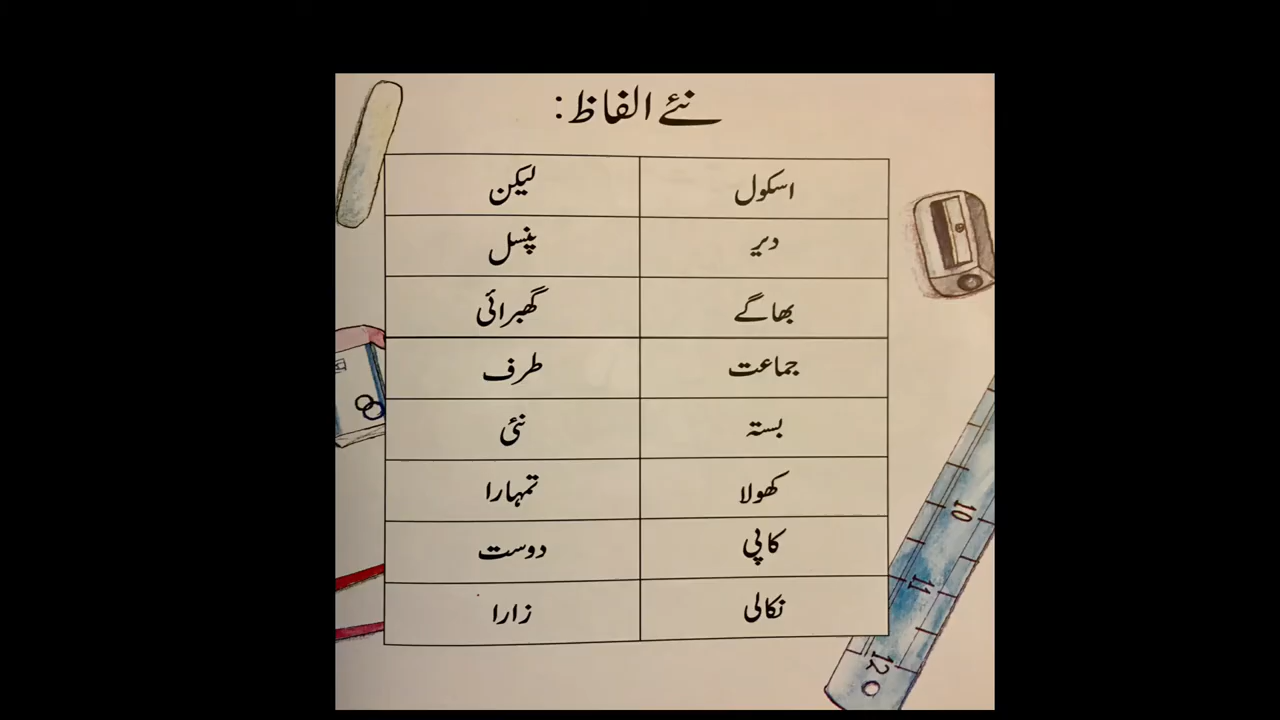 نئے الفاظ:
اسکول لیکن
دیر پنسل
بھاگے گھبرائی
جماعت طرف
بستہ نئی
کھولا تمہارا
کاپی دوست
نکالی زارا
10
11
12